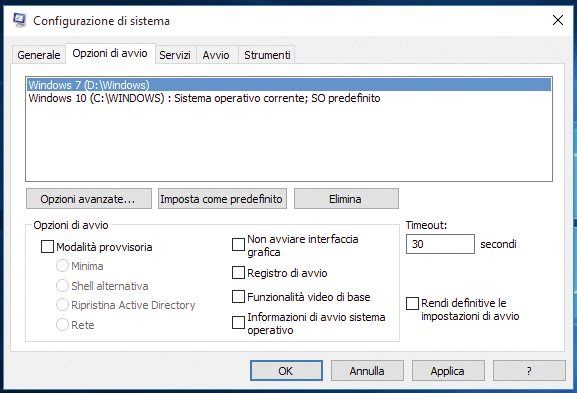 Configurazione di sistema
Generale Opzioni di avvio Servizi Avvio Strumenti
Windows 7 (D:\Windows)
Windows 10 (C:\WINDOWS) : Sistema operativo corrente; SO predefinito
Opzioni avanzate... Imposta come predefinito Elimina
Opzioni di avvio
Modalità provvisoria
Minima
Shell alternativa
Ripristina Active Directory
Rete
Non avviare interfaccia
grafica
Registro di avvio
Funzionalità video di base
Informazioni di avvio sistema
operativo
Timeout:
30 secondi
Rendi definitive le
impostazioni di avvio
OK Annulla Applica ?